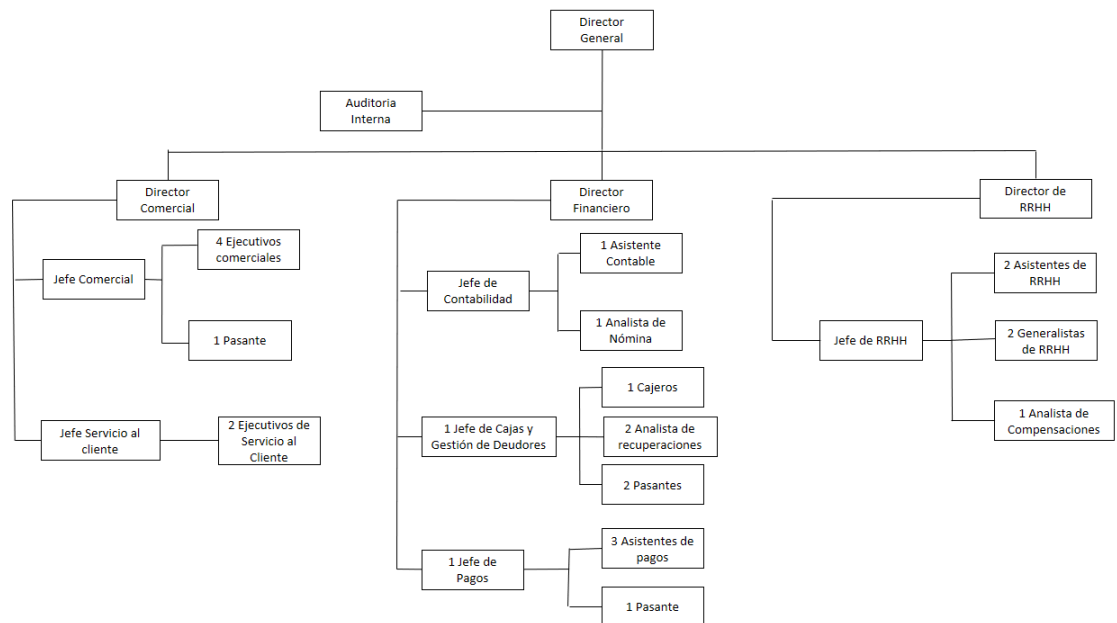 Director
General
Auditoria
Interna
Director
Comercial
Director
Financiero
Director de
RRHH
4 Ejecutivos
comerciales
Jefe Comercial
1 Pasante
Jefe Servicio al
cliente
2 Ejecutivos de
Servicio al
Cliente
1 Asistente
Contable
Jefe de
Contabilidad
1 Analista de
Nómina
1 Cajeros
1 Jefe de Cajas y
Gestión de Deudores
2 Analista de
recuperaciones
2 Pasantes
3 Asistentes de
pagos
1 Jefe de
Pagos
1 Pasante
2 Asistentes de
RRHH
Jefe de RRHH
2 Generalistas
de RRHH
1 Analista de
Compensaciones